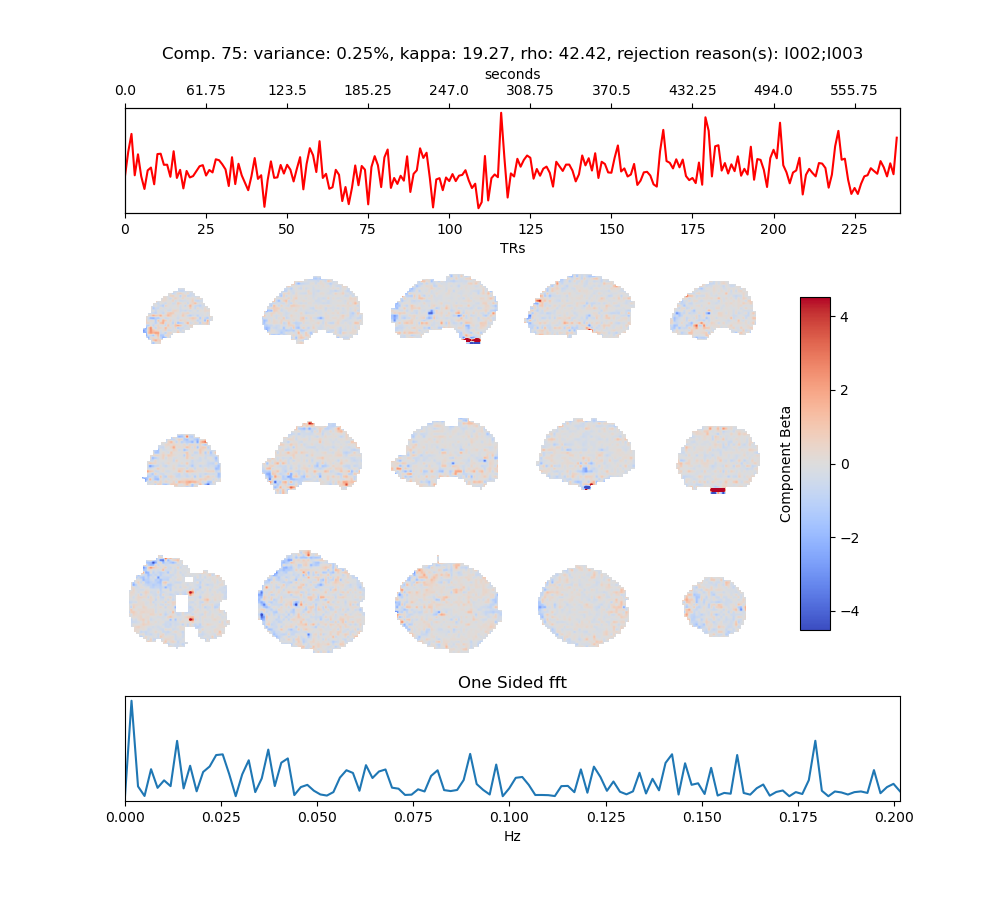 Comp. 75: variance: 0.25%, kappa: 19.27, rho: 42.42, rejection reason(s): I002;I003
seconds
0.0 61.75 123.5 185.25 247.0 308.75 370.5 432.25 494.0 555.75
0 25 50 75 100 125 150 175 200 225
TRs
4
2
0
−2
−4
Component Beta
One Sided fft
0.000 0.025 0.050 0.075 0.100 0.125 0.150 0.175 0.200
Hz